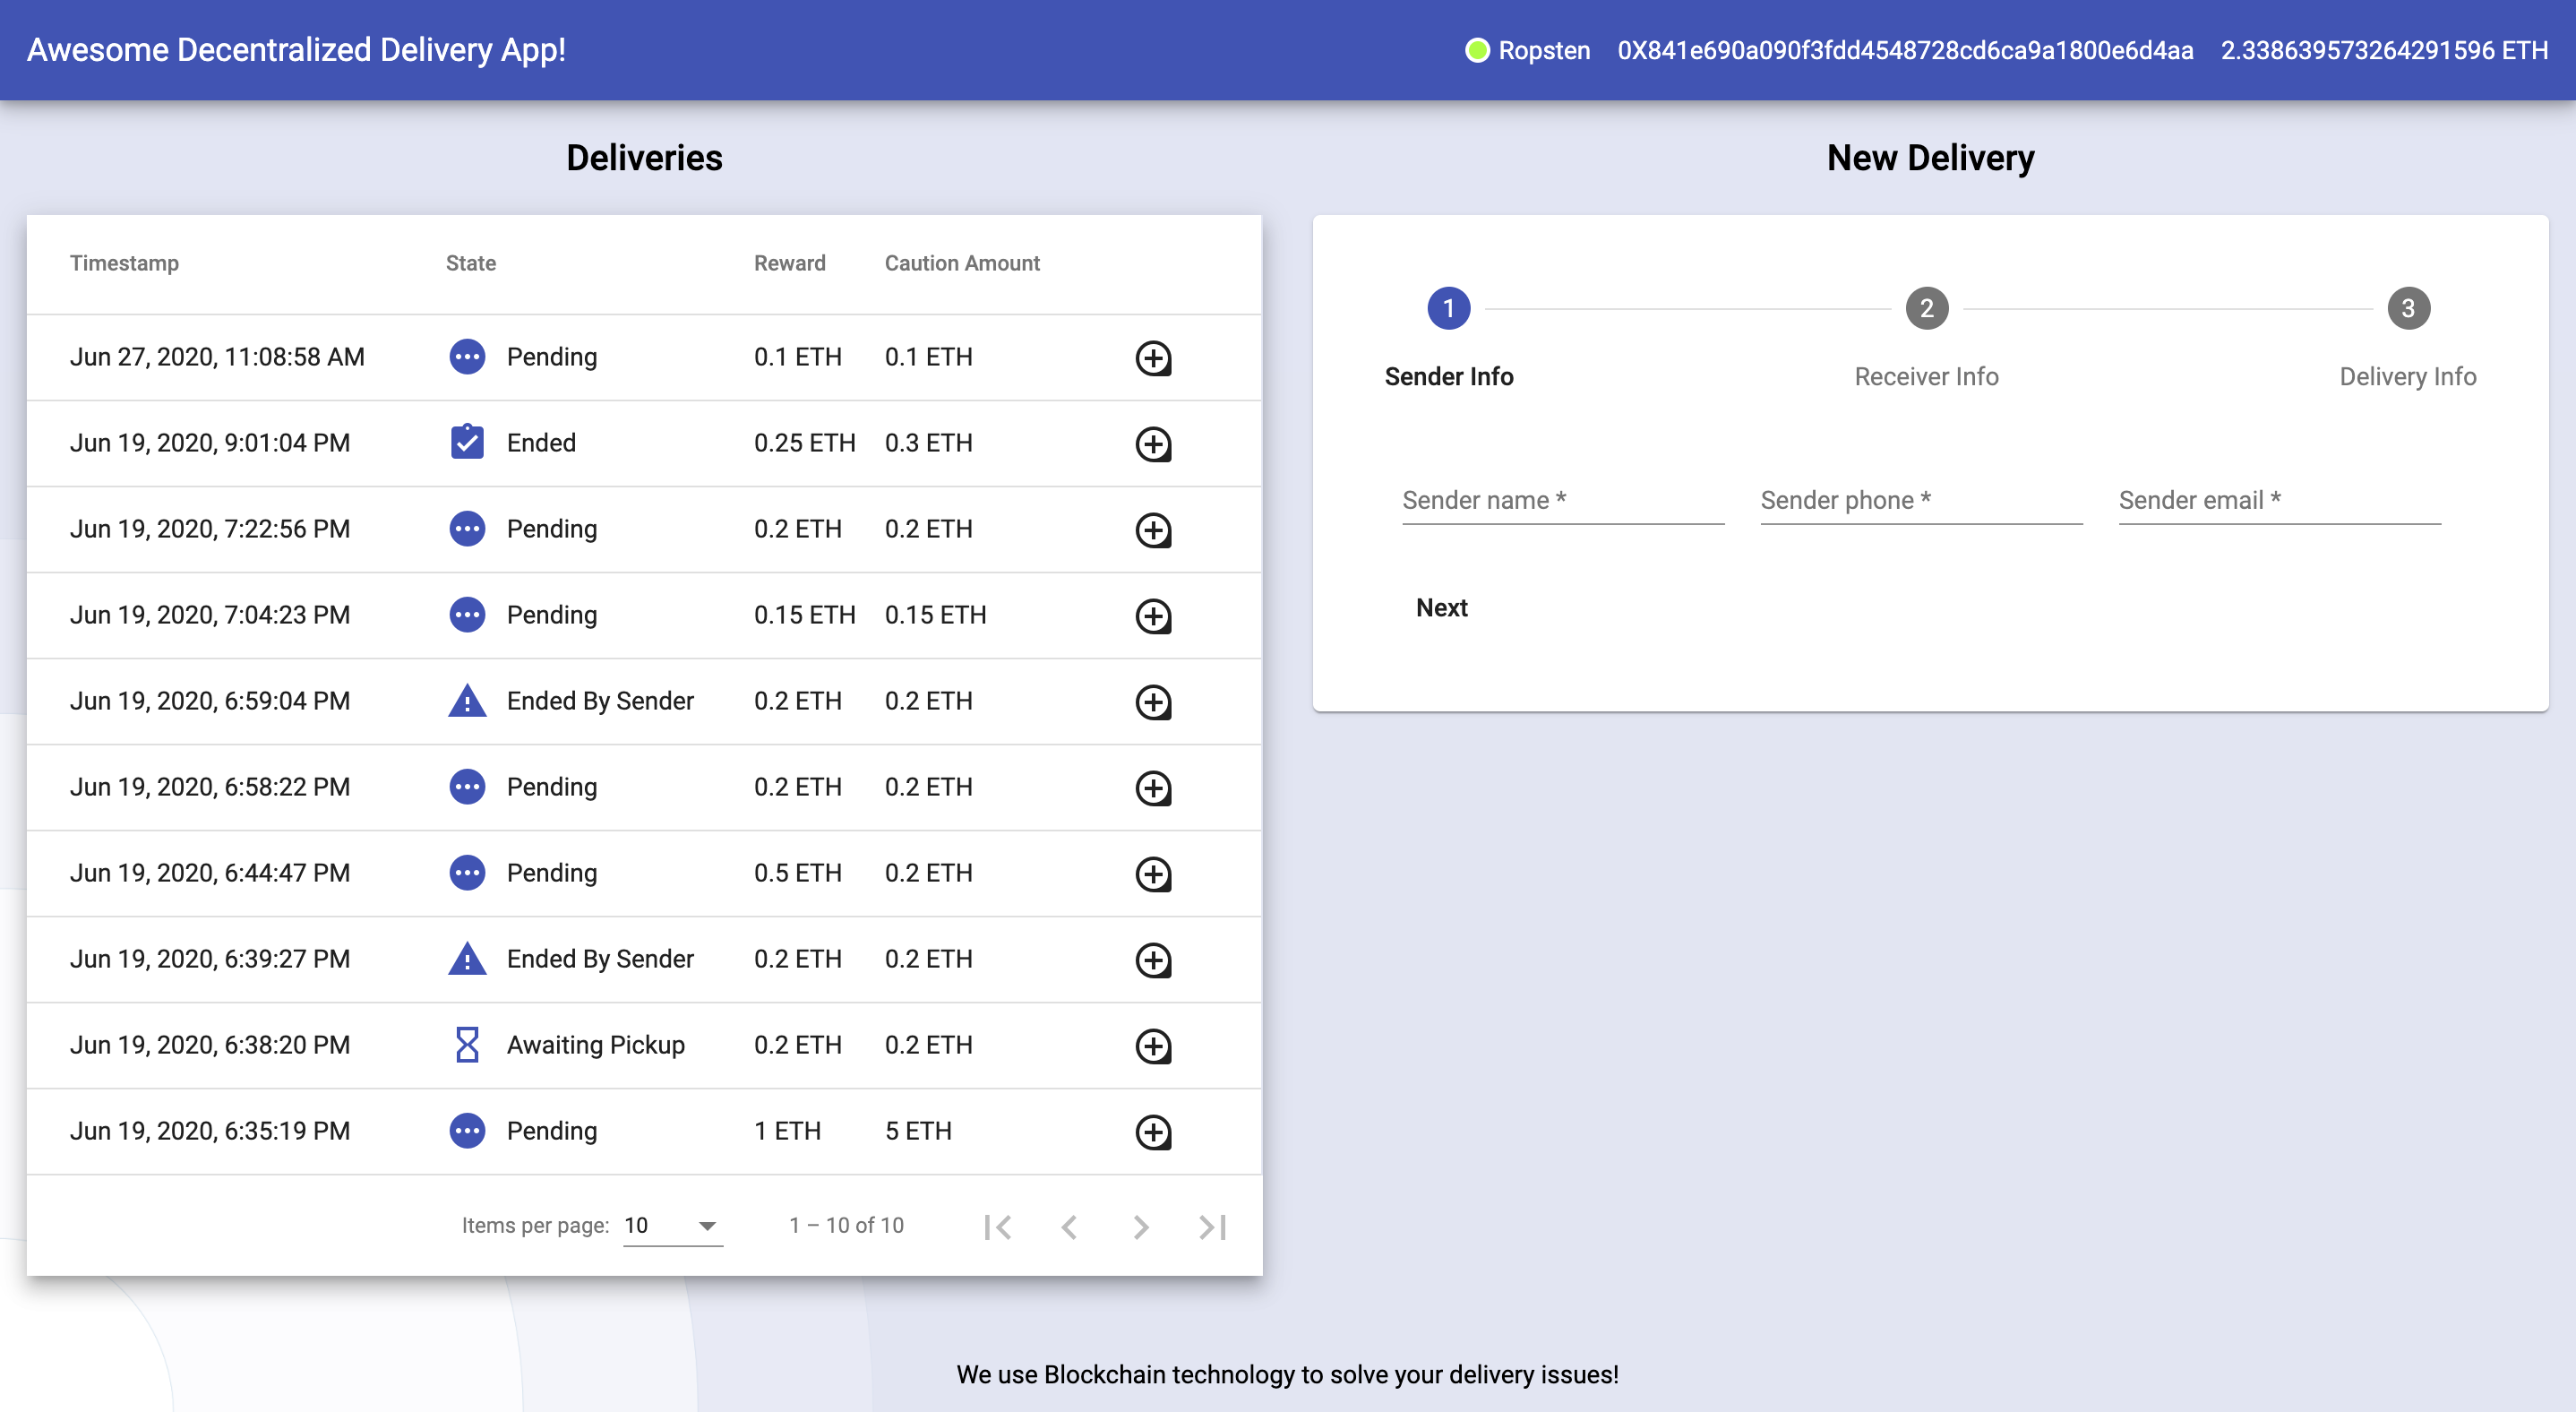 Awesome Decentralized Delivery App!
Ropsten 0X841e690a090f3fdd4548728cd6ca9a1800e6d4aa 2.338639573264291596 ETH
Deliveries
Timestamp State Reward Caution Amount
Jun 27, 2020, 11:08:58 AM Pending 0.1 ETH 0.1 ETH
Jun 19, 2020, 9:01:04 PM Ended 0.25 ETH 0.3 ETH
Jun 19, 2020, 7:22:56 PM Pending 0.2 ETH 0.2 ETH
Jun 19, 2020, 7:04:23 PM Pending 0.15 ETH 0.15 ETH
Jun 19, 2020, 6:59:04 PM Ended By Sender 0.2 ETH 0.2 ETH
Jun 19, 2020, 6:58:22 PM Pending 0.2 ETH 0.2 ETH
Jun 19, 2020, 6:44:47 PM Pending 0.5 ETH 0.2 ETH
Jun 19, 2020, 6:39:27 PM Ended By Sender 0.2 ETH 0.2 ETH
Jun 19, 2020, 6:38:20 PM Awaiting Pickup 0.2 ETH 0.2 ETH
Jun 19, 2020, 6:35:19 PM Pending 1 ETH 5 ETH
Items per page: 10 1 – 10 of 10
New Delivery
1 2 3
Sender Info Receiver Info Delivery Info
Sender name * Sender phone * Sender email *
Next
We use Blockchain technology to solve your delivery issues!